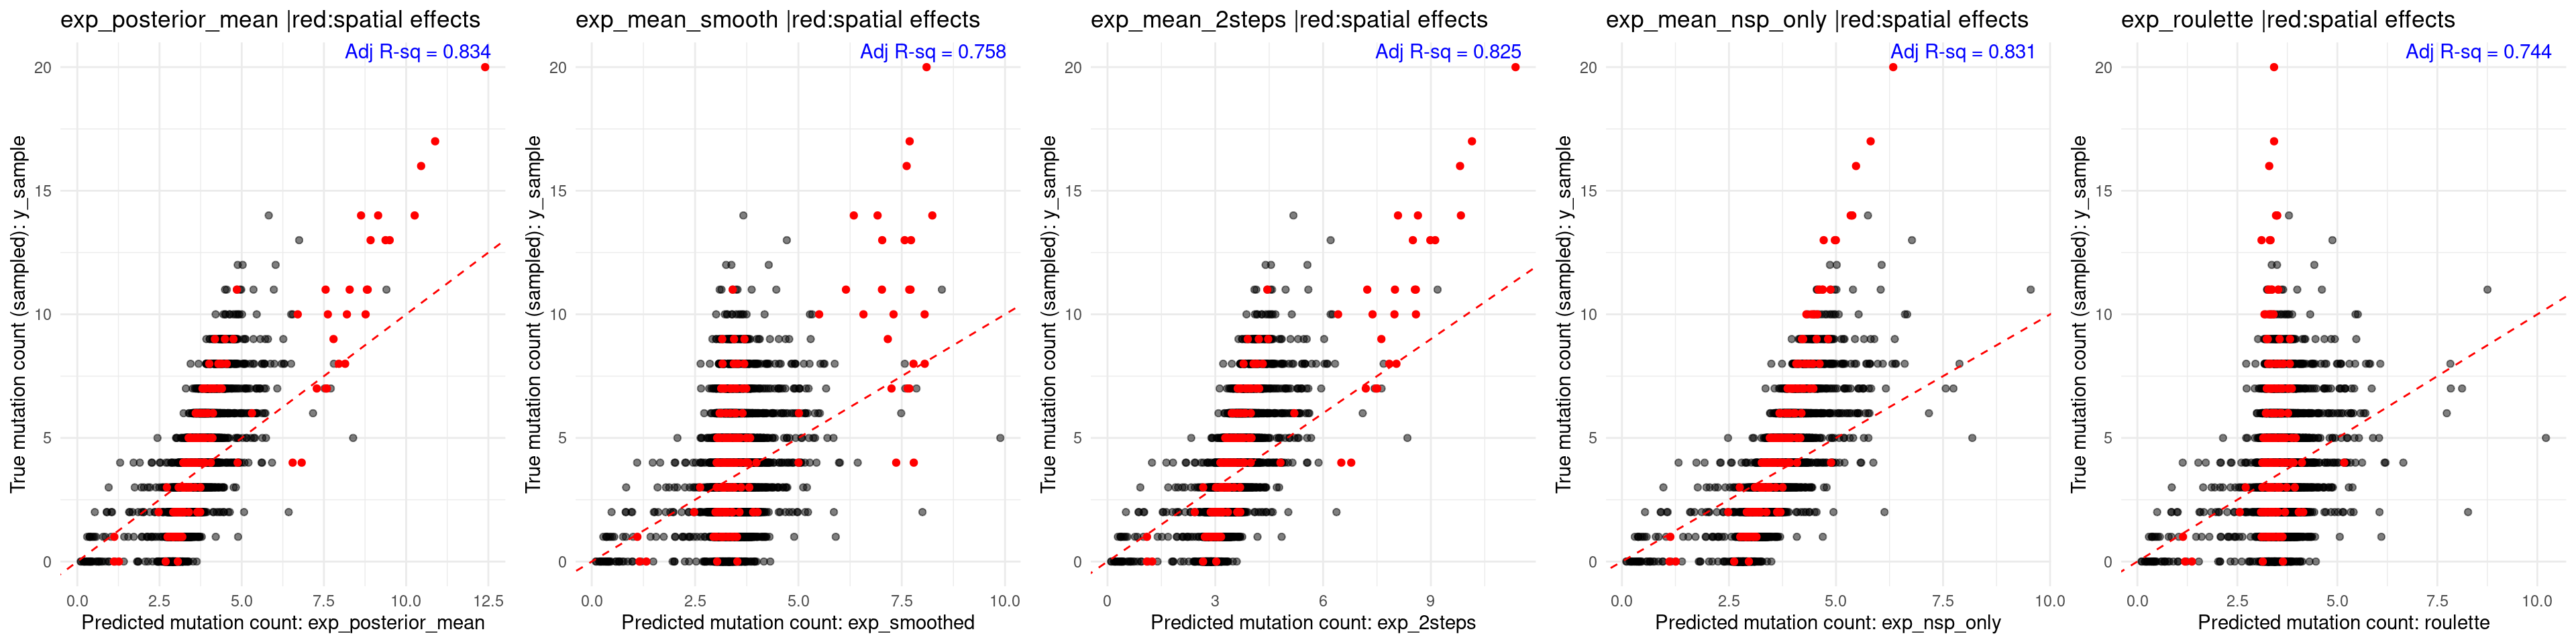 exp_posterior_mean |red:spatial effects
Adj R-sq = 0.834
True mutation count (sampled): y_sample
20
15
10
5
0
0.0 2.5 5.0 7.5 10.0 12.5
Predicted mutation count: exp_posterior_mean
exp_mean_smooth |red:spatial effects
Adj R-sq = 0.758
True mutation count (sampled): y_sample
20
15
10
5
0
0.0 2.5 5.0 7.5 10.0
Predicted mutation count: exp_smoothed
exp_mean_2steps |red:spatial effects
Adj R-sq = 0.825
True mutation count (sampled): y_sample
20
15
10
5
0
0 3 6 9
Predicted mutation count: exp_2steps
exp_mean_nsp_only |red:spatial effects
Adj R-sq = 0.831
True mutation count (sampled): y_sample
20
15
10
5
0
0.0 2.5 5.0 7.5 10.0
Predicted mutation count: exp_nsp_only
exp_roulette |red:spatial effects
Adj R-sq = 0.744
True mutation count (sampled): y_sample
20
15
10
5
0
0.0 2.5 5.0 7.5 10.0
Predicted mutation count: roulette